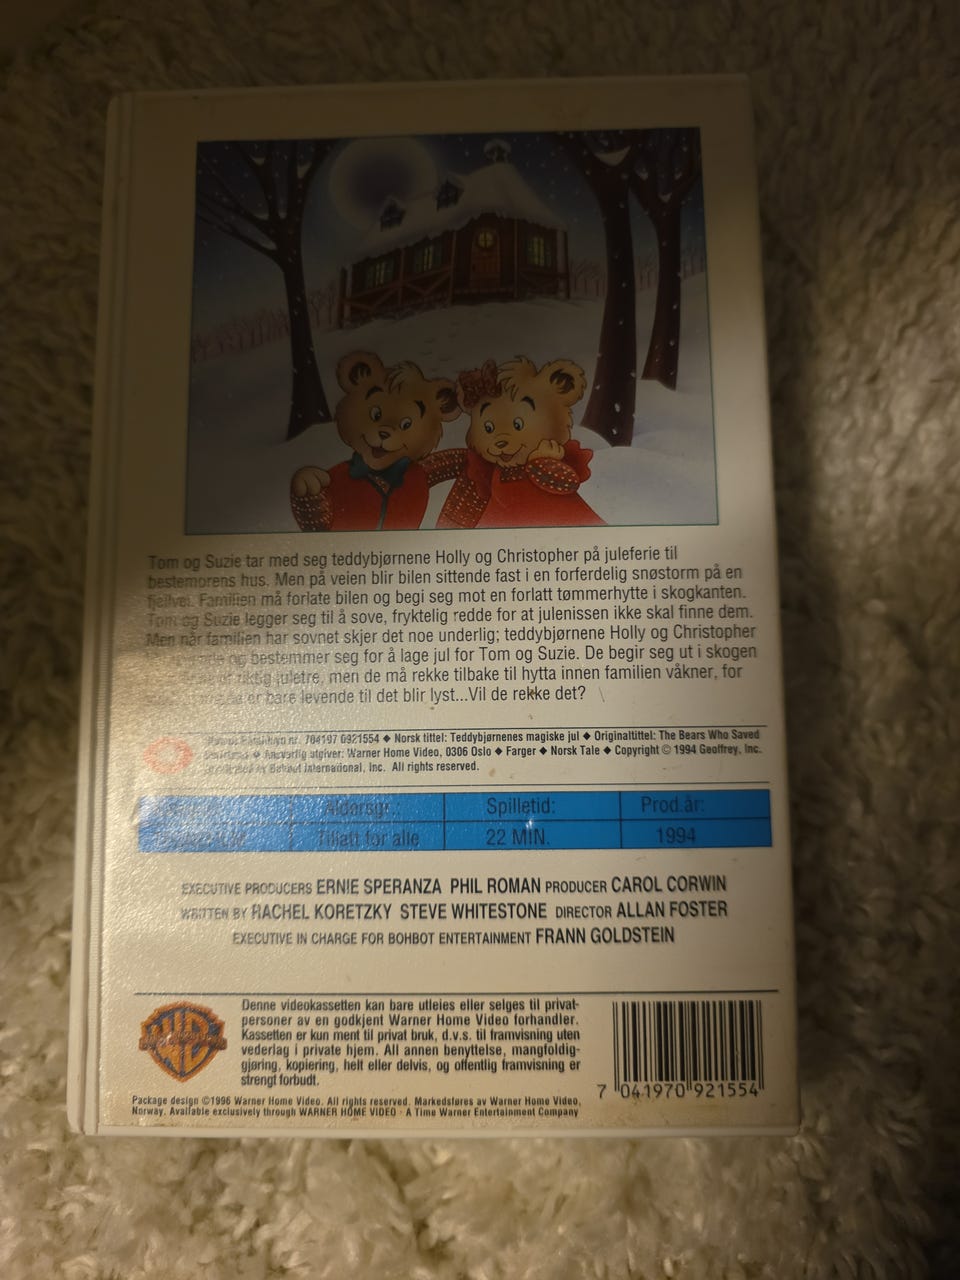 Tom og Suzie tar med seg teddybjørnene Holly og Christopher på juleferie til
bestemorens hus. Men på veien blir bilen sittende fast i en forferdelig snøstorm på en
fjellvei. Familien må forlate bilen og begi seg mot en forlatt tømmerhytte i skogkanten.
Tom og Suzie legger seg til å sove, fryktelig redde for at julenissen ikke skal finne dem.
Men når familien har sovnet skjer det noe underlig; teddybjørnene Holly og Christopher
og bestemmer seg for å lage jul for Tom og Suzie. De begir seg ut i skogen
riktig juletre, men de må rekke tilbake til hytta innen familien våkner, for
er bare levende til det blir lyst...Vil de rekke det?
nr. 704197 0921554 ◆ Norsk tittel: Teddybjørnenes magiske jul ◆ Originaltittel: The Bears Who Saved
◆ Ansvarlig utgiver: Warner Home Video, 0306 Oslo ◆ Farger ◆ Norsk Tale ◆ Copyright © 1994 Geoffrey, Inc.
Bohbot International, Inc. All rights reserved.
Aldersgr.: Spilletid: Prod.år:
Tillatt for alle 22 MIN. 1994
EXECUTIVE PRODUCERS ERNIE SPERANZA PHIL ROMAN PRODUCER CAROL CORWIN
WRITTEN BY RACHEL KORETZKY STEVE WHITESTONE DIRECTOR ALLAN FOSTER
EXECUTIVE IN CHARGE FOR BOHBOT ENTERTAINMENT FRANN GOLDSTEIN
WB
Denne videokassetten kan bare utleies eller selges til privat-
personer av en godkjent Warner Home Video forhandler.
Kassetten er kun ment til privat bruk, d.v.s. til framvisning uten
vederlag i private hjem. All annen benyttelse, mangfoldig-
gjøring, kopiering, helt eller delvis, og offentlig framvisning er
strengt forbudt.
7 041970 921554
Package design ©1996 Warner Home Video. All rights reserved. Markedsføres av Warner Home Video,
Norway. Available exclusively through WARNER HOME VIDEO · A Time Warner Entertainment Company